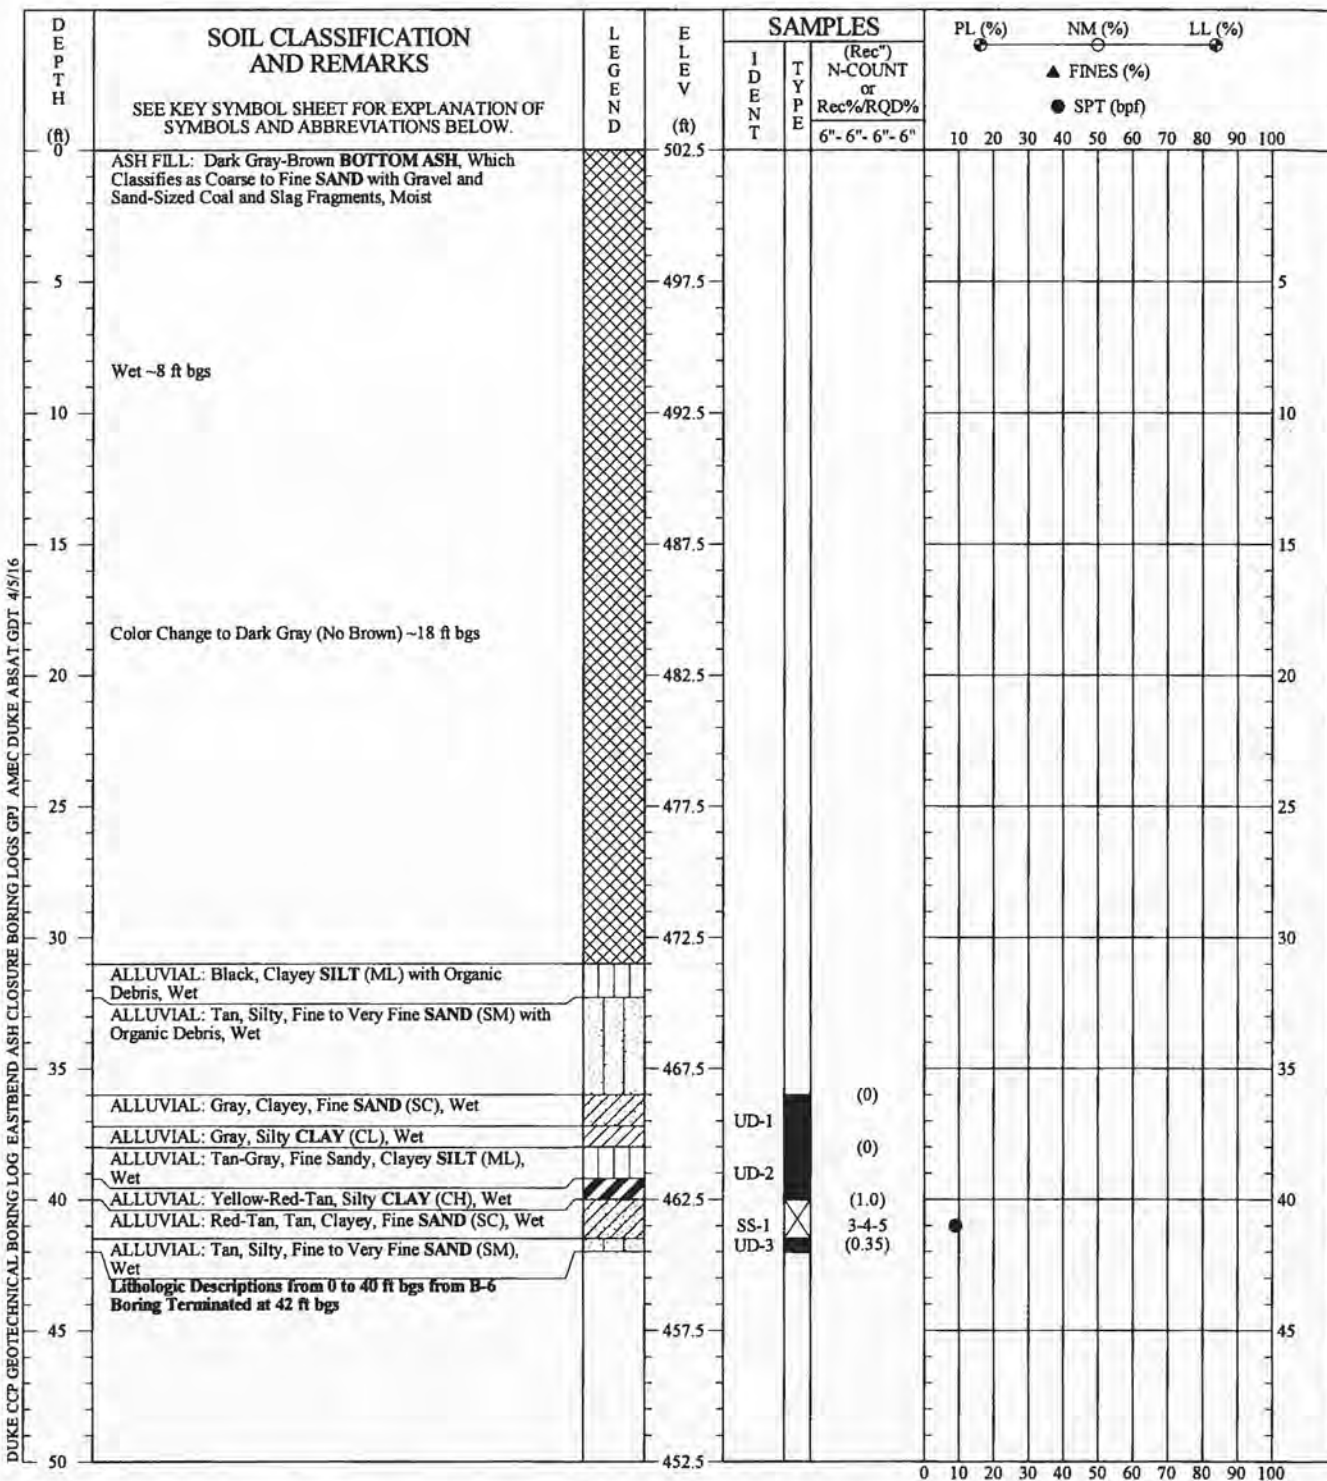 DEPTH
(ft)
SOIL CLASSIFICATION
AND REMARKS
SEE KEY SYMBOL SHEET FOR EXPLANATION OF
SYMBOLS AND ABBREVIATIONS BELOW.
LEGEND
ELEV
(ft)
SAMPLES
IDENT
TYPE
(Rec")
N-COUNT
or
Rec%/RQD%
6"- 6"- 6"- 6"
PL (%) NM (%) LL (%)
▲ FINES (%)
● SPT (bpf)
10 20 30 40 50 60 70 80 90 100
0
502.5
ASH FILL: Dark Gray-Brown BOTTOM ASH, Which
Classifies as Coarse to Fine SAND with Gravel and
Sand-Sized Coal and Slag Fragments, Moist
5 497.5 5
Wet ~8 ft bgs
10 492.5 10
15 487.5 15
Color Change to Dark Gray (No Brown) ~18 ft bgs
20 482.5 20
25 477.5 25
30 472.5 30
ALLUVIAL: Black, Clayey SILT (ML) with Organic
Debris, Wet
ALLUVIAL: Tan, Silty, Fine to Very Fine SAND (SM) with
Organic Debris, Wet
35 467.5 35
ALLUVIAL: Gray, Clayey, Fine SAND (SC), Wet
(0)
UD-1
ALLUVIAL: Gray, Silty CLAY (CL), Wet
(0)
ALLUVIAL: Tan-Gray, Fine Sandy, Clayey SILT (ML),
Wet
UD-2
ALLUVIAL: Yellow-Red-Tan, Silty CLAY (CH), Wet
40 462.5 (1.0) 40
ALLUVIAL: Red-Tan, Tan, Clayey, Fine SAND (SC), Wet
SS-1 3-4-5
UD-3 (0.35)
ALLUVIAL: Tan, Silty, Fine to Very Fine SAND (SM),
Wet
Lithologic Descriptions from 0 to 40 ft bgs from B-6
Boring Terminated at 42 ft bgs
45 457.5 45
50 452.5
0 10 20 30 40 50 60 70 80 90 100
DUKE CCP GEOTECHNICAL BORING LOG EASTBEND ASH CLOSURE BORING LOGS GPJ AMEC DUKE ABSAT.GDT 4/5/16